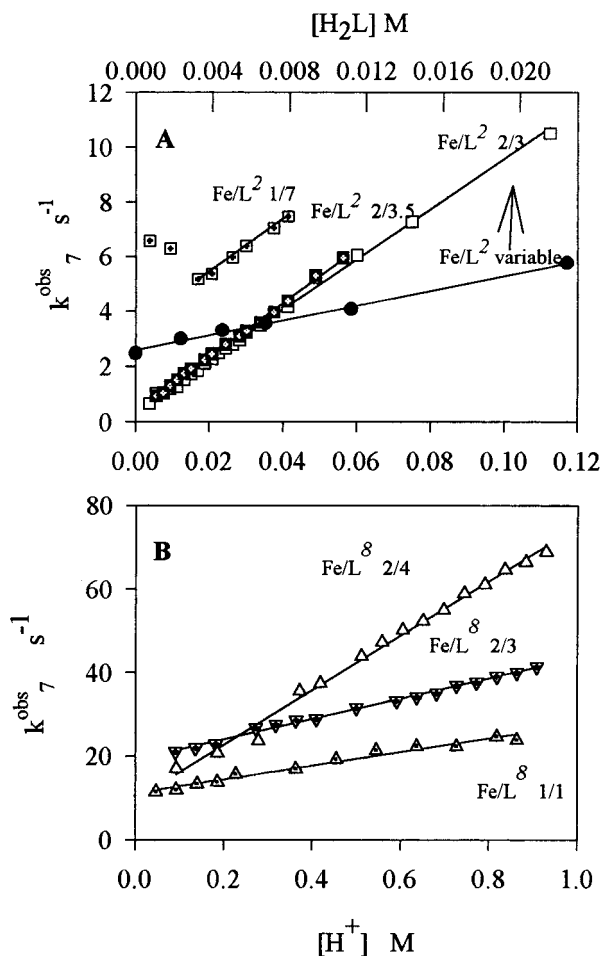 [H₂L] M
0.000 0.004 0.008 0.012 0.016 0.020
12
10
8
6
4
2
0
A
Fe/L² 2/3
Fe/L² 1/7
Fe/L² 2/3.5
Fe/L² variable
k^obs_7 s⁻¹
0.00 0.02 0.04 0.06 0.08 0.10 0.12
80
60
40
20
0
B
Fe/L⁸ 2/4
Fe/L⁸ 2/3
Fe/L⁸ 1/1
k^obs_7 s⁻¹
0.0 0.2 0.4 0.6 0.8 1.0
[H⁺] M